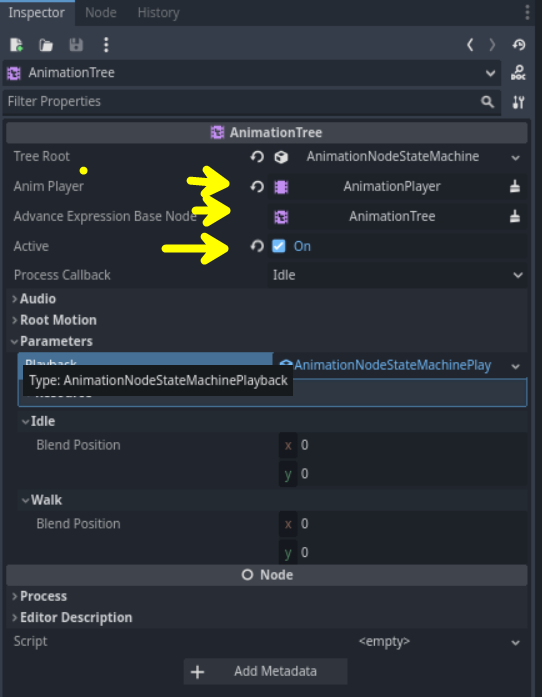 Inspector Node History
AnimationTree
DOC
Filter Properties
AnimationTree
Tree Root AnimationNodeStateMachine
Anim Player AnimationPlayer
Advance Expression Base Node AnimationTree
Active On
Process Callback Idle
Audio
Root Motion
Parameters
Playback AnimationNodeStateMachinePlay
Type: AnimationNodeStateMachinePlayback
Idle
Blend Position x 0
y 0
Walk
Blend Position x 0
y 0
Node
Process
Editor Description
Script <empty>
Add Metadata